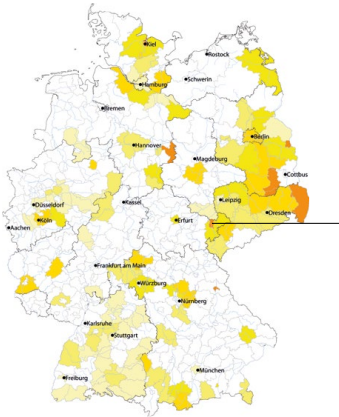 Kiel
Rostock
Hamburg
Schwerin
Bremen
Berlin
Hannover
Magdeburg
Cottbus
Düsseldorf
Kassel
Leipzig
Köln
Erfurt
Dresden
Aachen
Frankfurt am Main
Würzburg
Nürnberg
Karlsruhe
Stuttgart
München
Freiburg